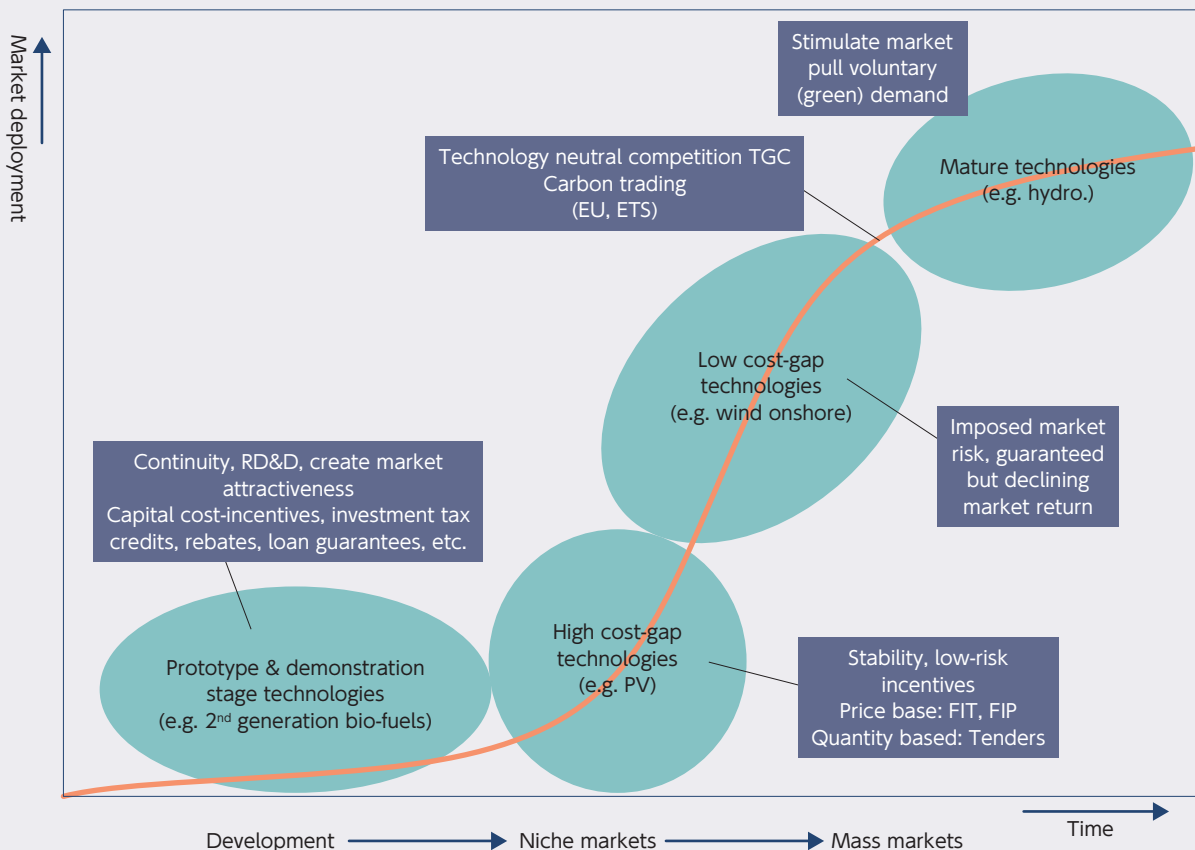 Market deployment
Stimulate market
pull voluntary
(green) demand
Technology neutral competition TGC
Carbon trading
(EU, ETS)
Mature technologies
(e.g. hydro.)
Low cost-gap
technologies
(e.g. wind onshore)
Imposed market
risk, guaranteed
but declining
market return
Continuity, RD&D, create market
attractiveness
Capital cost-incentives, investment tax
credits, rebates, loan guarantees, etc.
Prototype & demonstration
stage technologies
(e.g. 2nd generation bio-fuels)
High cost-gap
technologies
(e.g. PV)
Stability, low-risk
incentives
Price base: FIT, FIP
Quantity based: Tenders
Development
Niche markets
Mass markets
Time